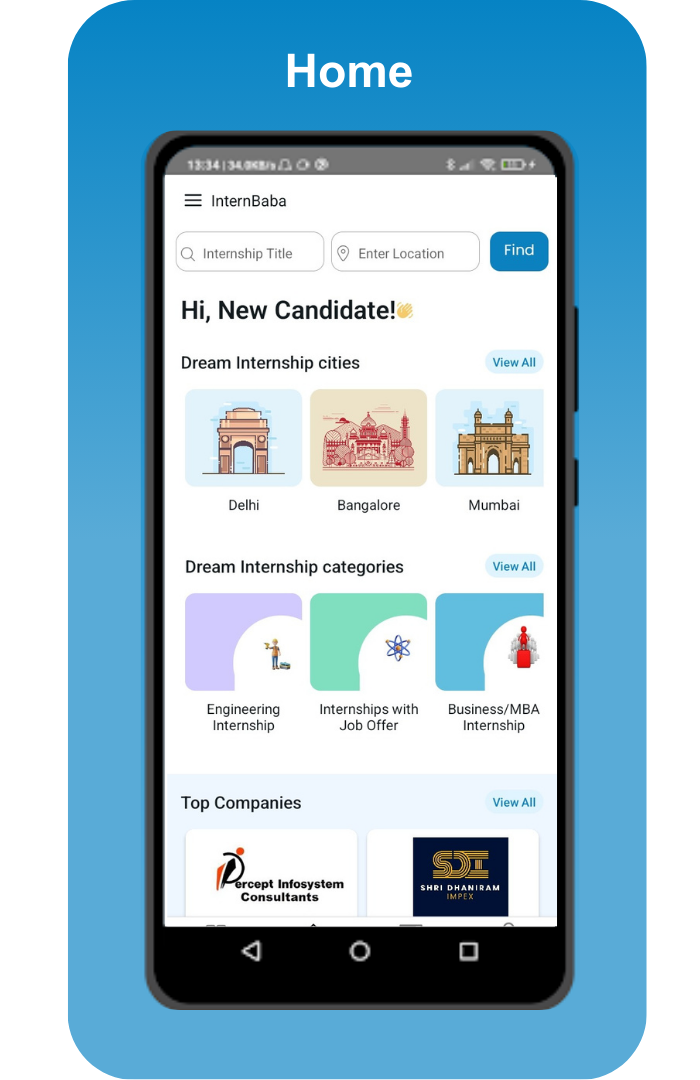 Home
13:34 | 34.0KB/s
InternBaba
Internship Title
Enter Location
Find
Hi, New Candidate!👋
Dream Internship cities
View All
Delhi
Bangalore
Mumbai
Dream Internship categories
View All
Engineering
Internship
Internships with
Job Offer
Business/MBA
Internship
Top Companies
View All
Percept Infosystem
Consultants
SDI
SHRI DHANIRAM
IMPEX